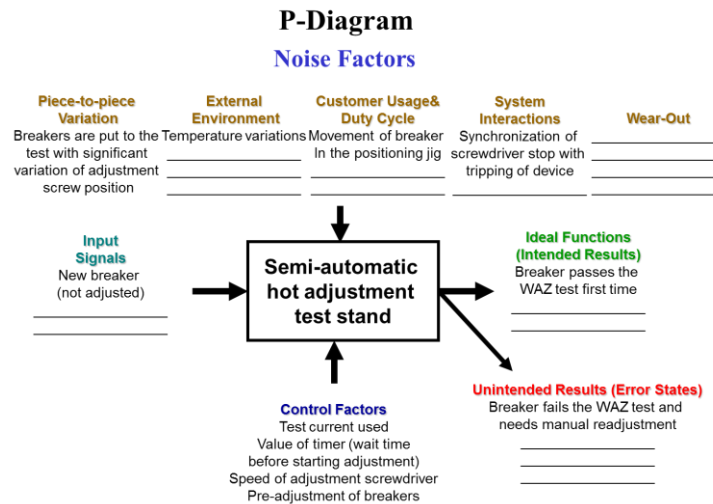 P-Diagram
Noise Factors
Piece-to-piece
Variation
Breakers are put to the
test with significant
variation of adjustment
screw position
External
Environment
Temperature variations
Customer Usage&
Duty Cycle
Movement of breaker
In the positioning jig
System
Interactions
Synchronization of
screwdriver stop with
tripping of device
Wear-Out
Input
Signals
New breaker
(not adjusted)
Semi-automatic
hot adjustment
test stand
Ideal Functions
(Intended Results)
Breaker passes the
WAZ test first time
Control Factors
Test current used
Value of timer (wait time
before starting adjustment)
Speed of adjustment screwdriver
Pre-adjustment of breakers
Unintended Results (Error States)
Breaker fails the WAZ test and
needs manual readjustment